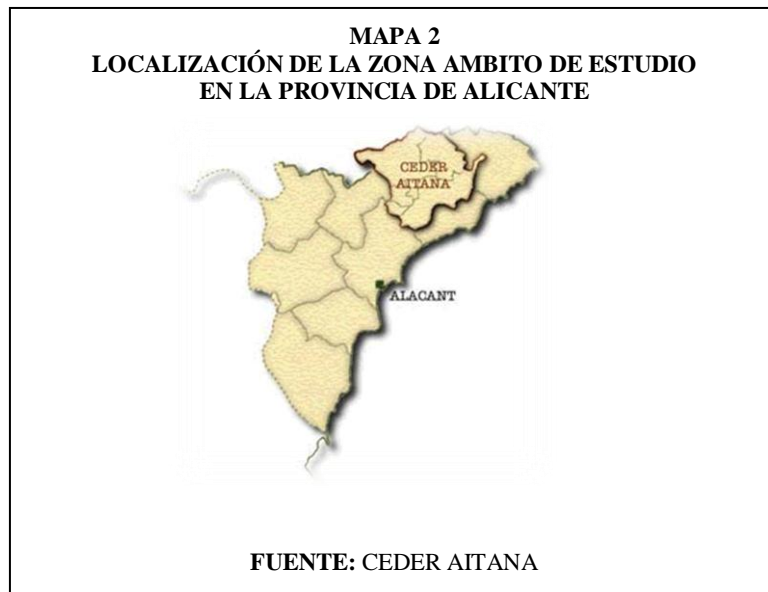 MAPA 2
LOCALIZACIÓN DE LA ZONA AMBITO DE ESTUDIO
EN LA PROVINCIA DE ALICANTE
CEDER
AITANA
ALACANT
FUENTE: CEDER AITANA